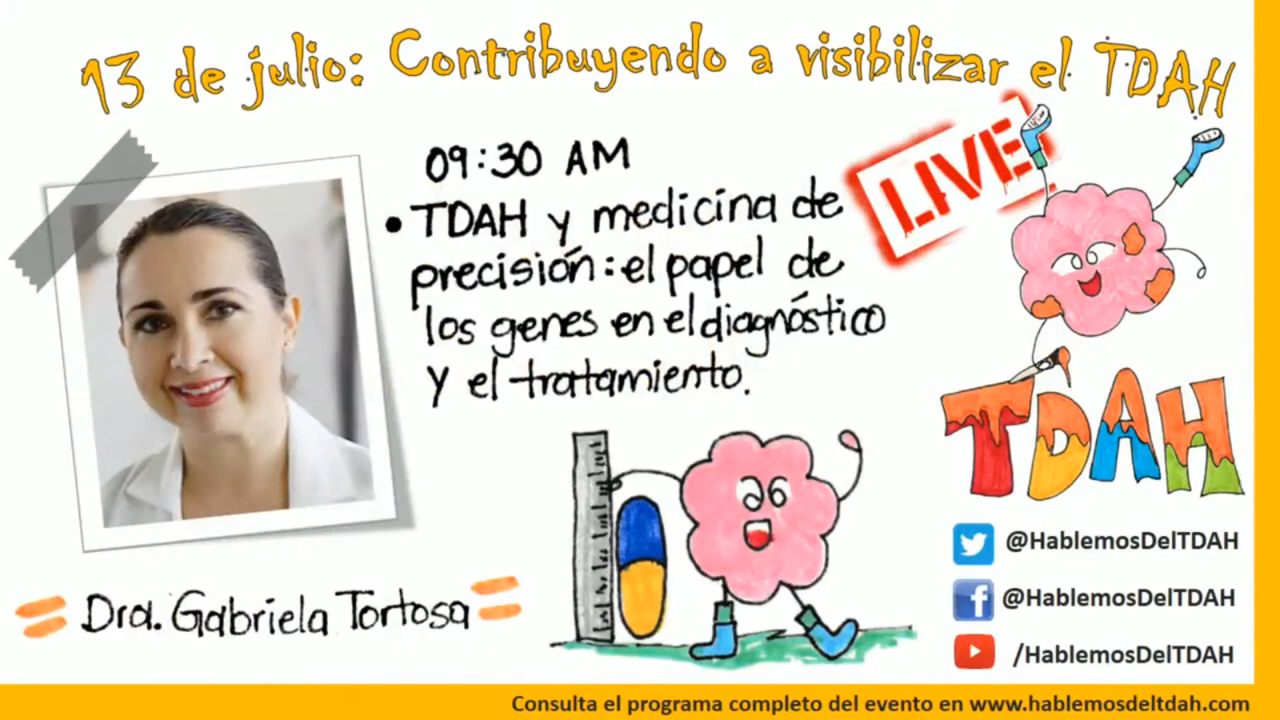 13 de julio: Contribuyendo a visibilizar el TDAH
09:30 AM
• TDAH y medicina de
precisión: el papel de
los genes en el diagnóstico
y el tratamiento.
LIVE
TDAH
Dra. Gabriela Tortosa
@HablemosDelTDAH
@HablemosDelTDAH
/HablemosDelTDAH
Consulta el programa completo del evento en www.hablemosdeltdah.com